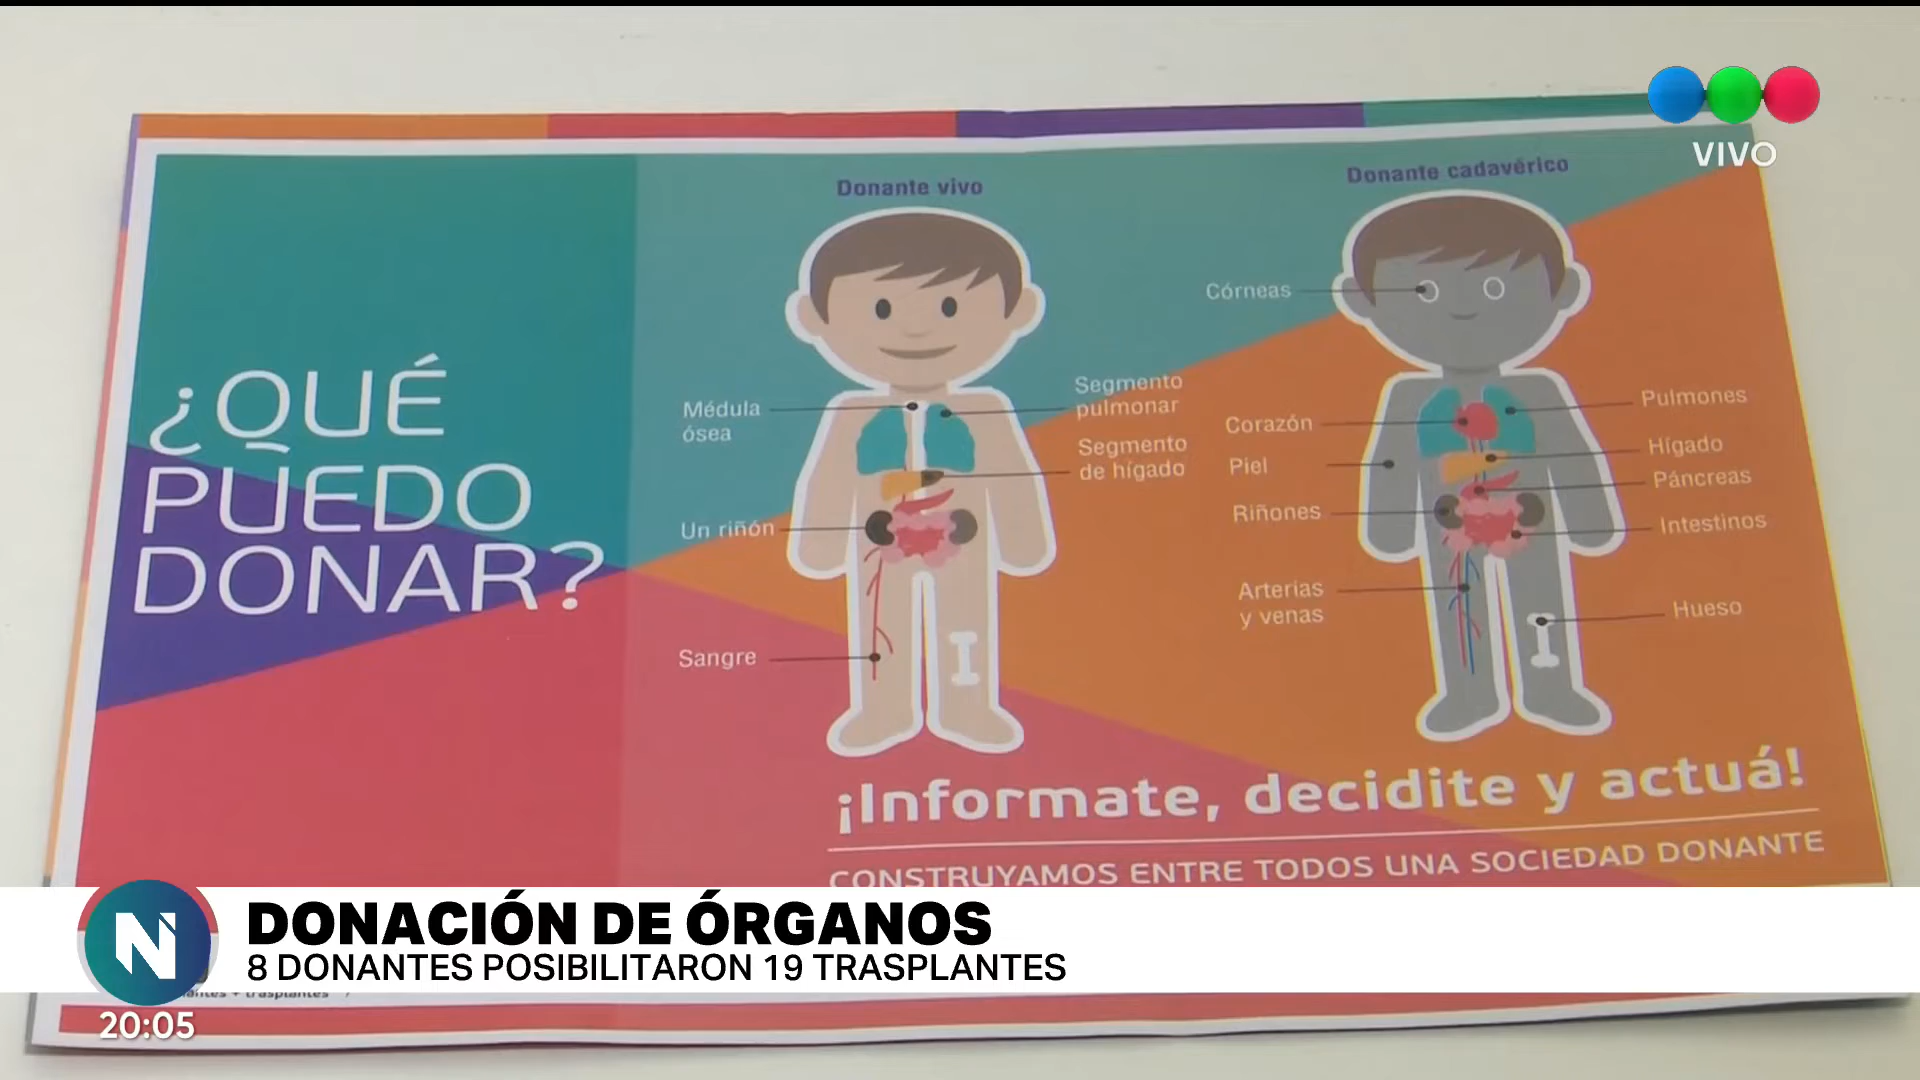 VIVO
¿QUÉ
PUEDO
DONAR?
Donante vivo
Médula
ósea
Segmento
pulmonar
Segmento
de hígado
Un riñón
Sangre
Donante cadavérico
Córneas
Corazón
Piel
Riñones
Arterias
y venas
Pulmones
Hígado
Páncreas
Intestinos
Hueso
¡Informate, decidite y actuá!
CONSTRUYAMOS ENTRE TODOS UNA SOCIEDAD DONANTE
N
DONACIÓN DE ÓRGANOS
8 DONANTES POSIBILITARON 19 TRASPLANTES
+ trasplantes
20:05